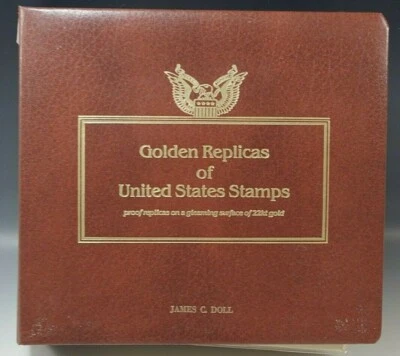 Golden Replicas
of
United States Stamps
proof replicas on a gleaming surface of 22kt gold
JAMES C. DOLL